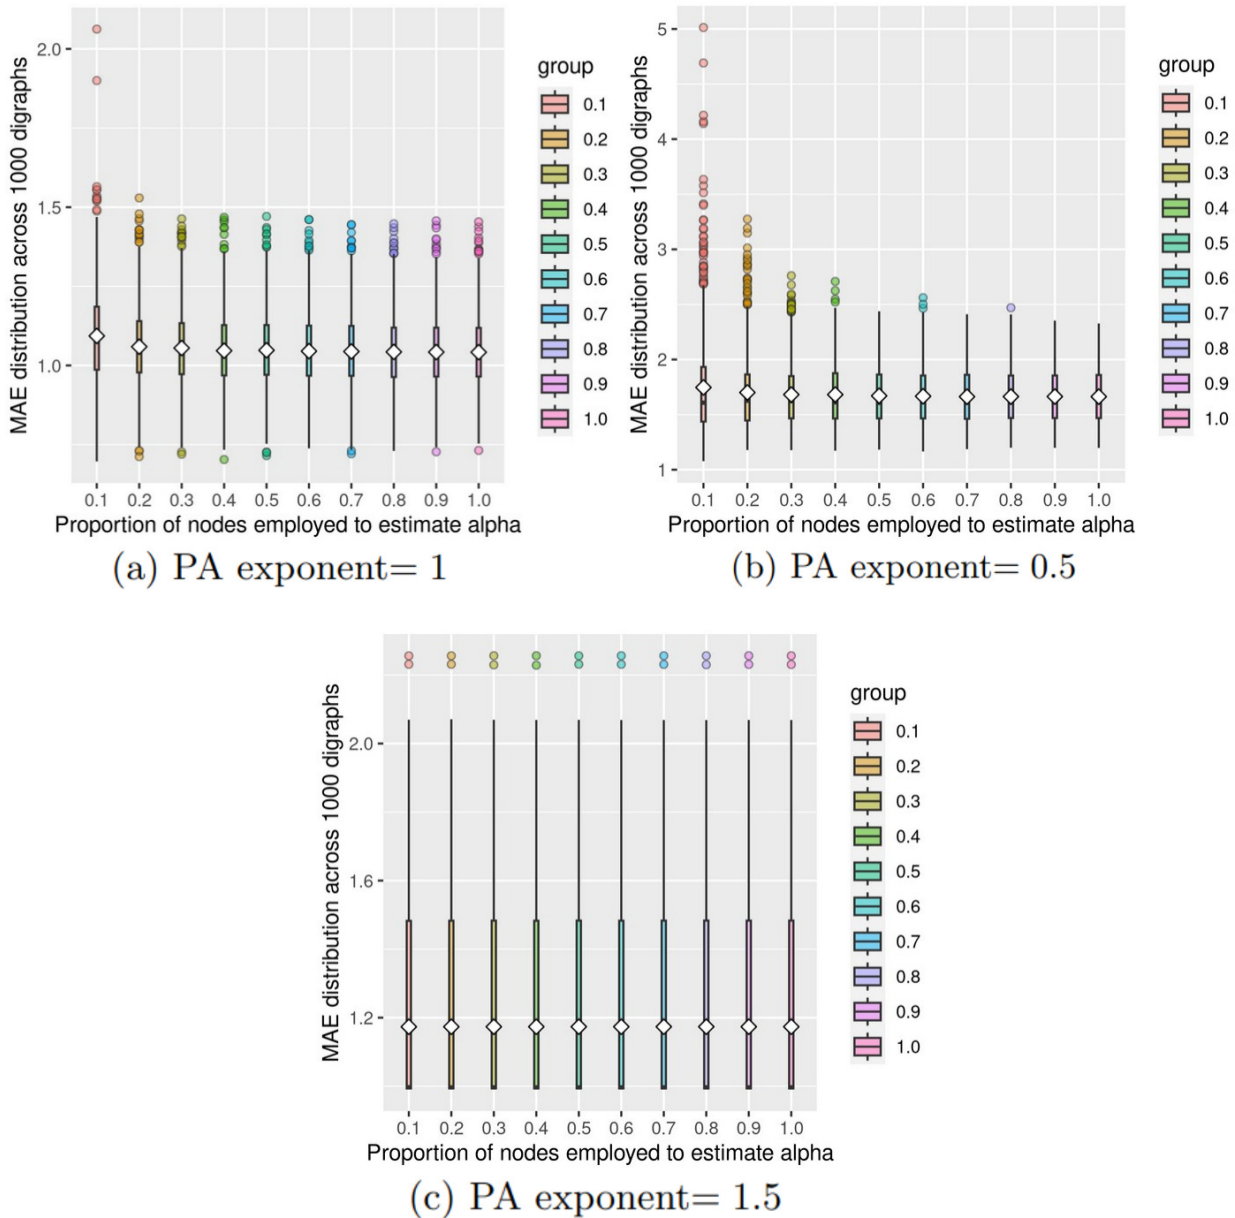 MAE distribution across 1000 digraphs
2.0
1.5
1.0
0.1 0.2 0.3 0.4 0.5 0.6 0.7 0.8 0.9 1.0
Proportion of nodes employed to estimate alpha
group
0.1
0.2
0.3
0.4
0.5
0.6
0.7
0.8
0.9
1.0
(a) PA exponent= 1
MAE distribution across 1000 digraphs
5
4
3
2
1
0.1 0.2 0.3 0.4 0.5 0.6 0.7 0.8 0.9 1.0
Proportion of nodes employed to estimate alpha
group
0.1
0.2
0.3
0.4
0.5
0.6
0.7
0.8
0.9
1.0
(b) PA exponent= 0.5
MAE distribution across 1000 digraphs
2.0
1.6
1.2
0.1 0.2 0.3 0.4 0.5 0.6 0.7 0.8 0.9 1.0
Proportion of nodes employed to estimate alpha
group
0.1
0.2
0.3
0.4
0.5
0.6
0.7
0.8
0.9
1.0
(c) PA exponent= 1.5